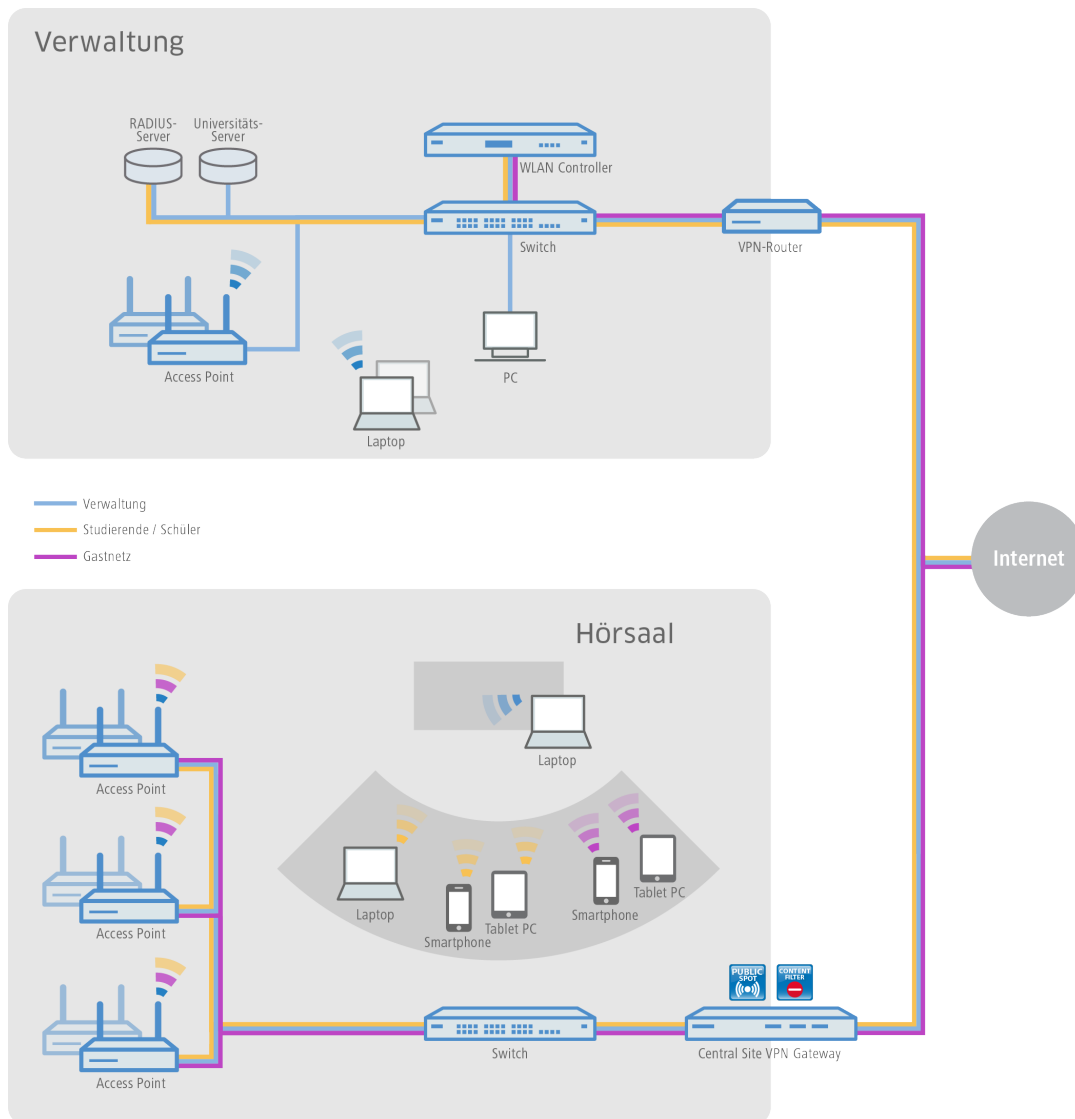 Verwaltung
RADIUS-
Server
Universitäts-
Server
WLAN Controller
Switch
VPN-Router
Access Point
PC
Laptop
Verwaltung
Studierende / Schüler
Gastnetz
Internet
Hörsaal
Laptop
Access Point
Access Point
Access Point
Laptop
Smartphone
Tablet PC
Smartphone
Tablet PC
PUBLIC
SPOT
CONTENT
FILTER
Switch
Central Site VPN Gateway